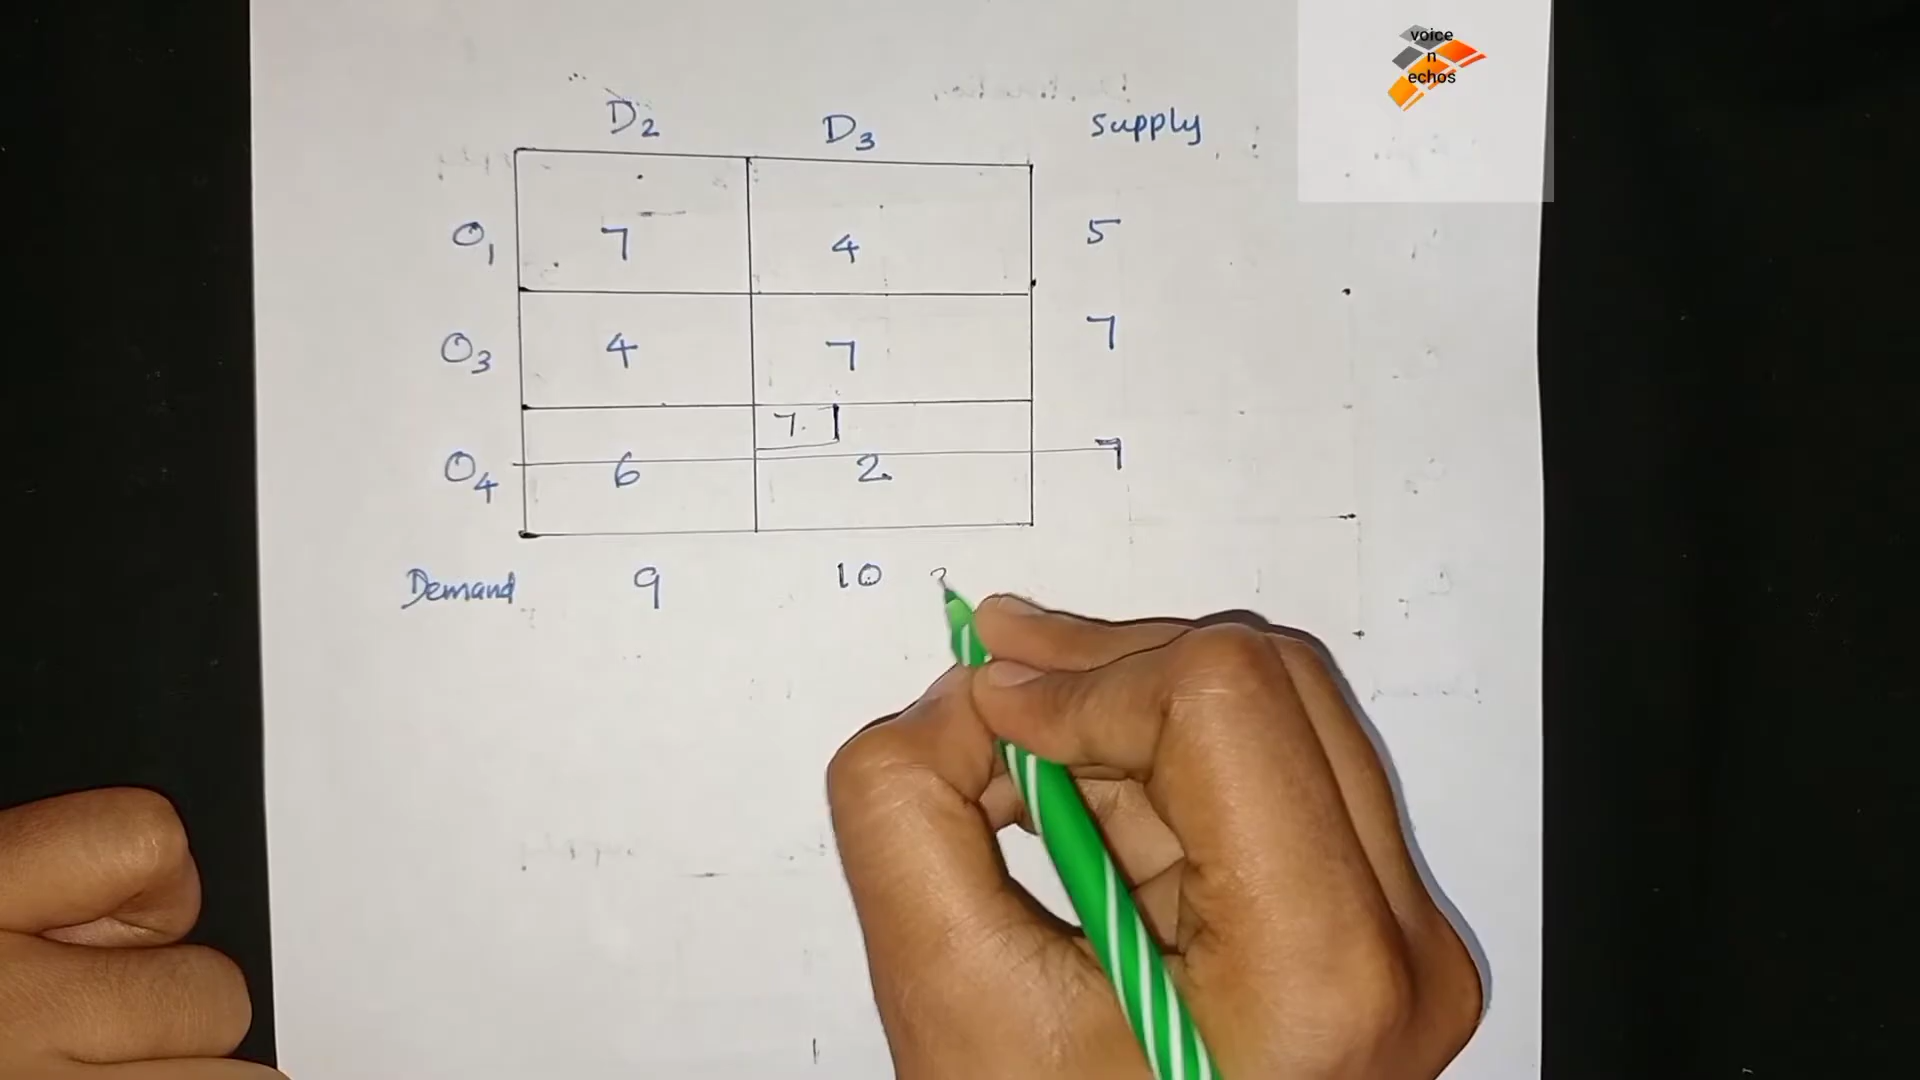 voice
n
echos
D2 D3 supply
O1 7 4 5
O3 4 7 7
7.
O4 6 2 7
Demand 9 10